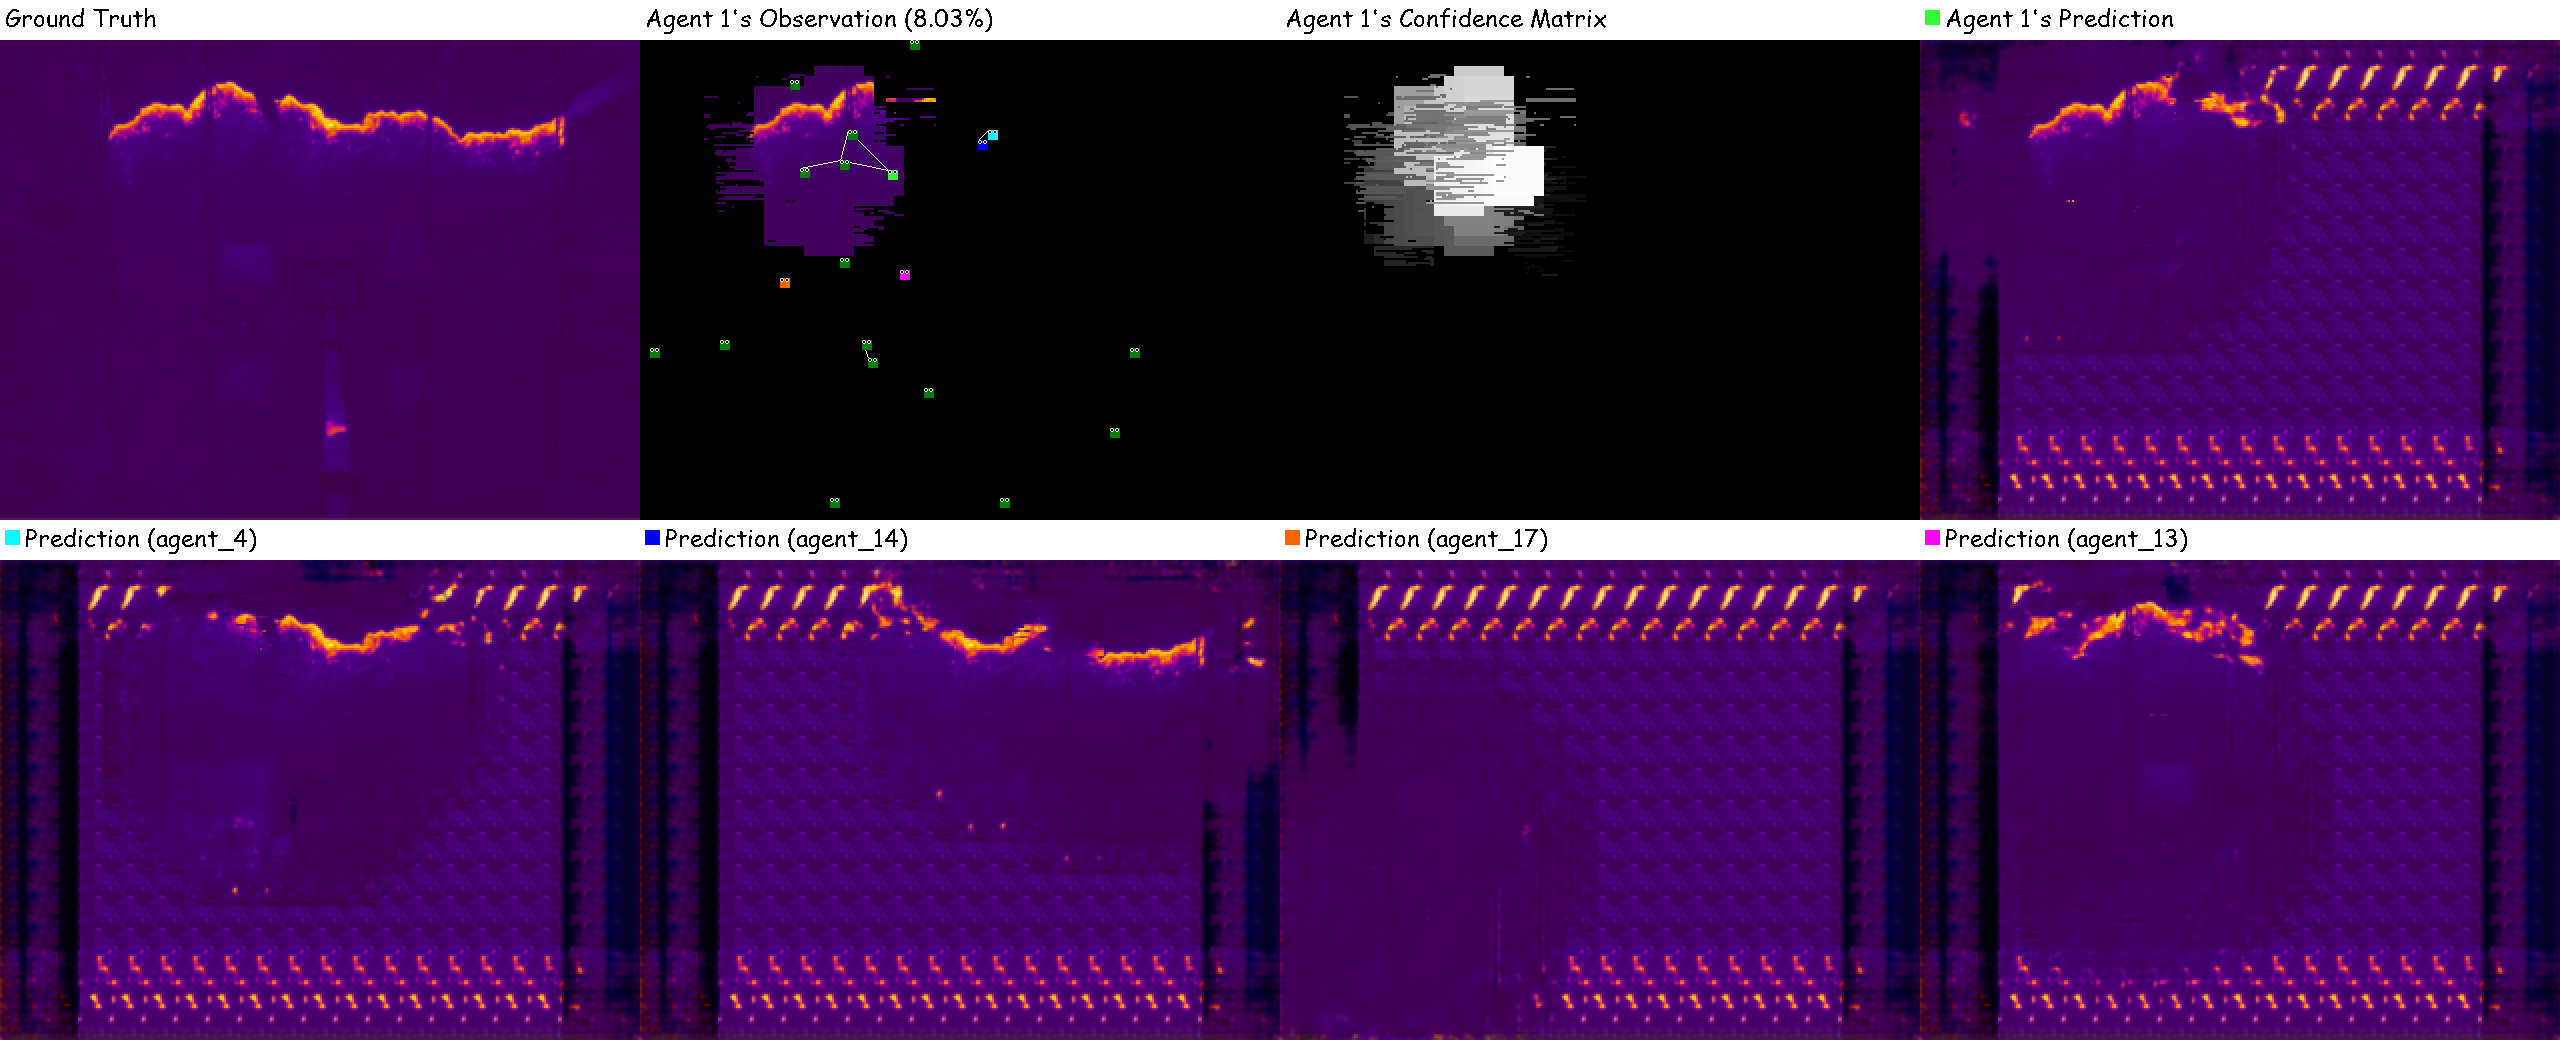 Ground Truth
Agent 1's Observation (8.03%)
Agent 1's Confidence Matrix
Agent 1's Prediction
Prediction (agent_4)
Prediction (agent_14)
Prediction (agent_17)
Prediction (agent_13)